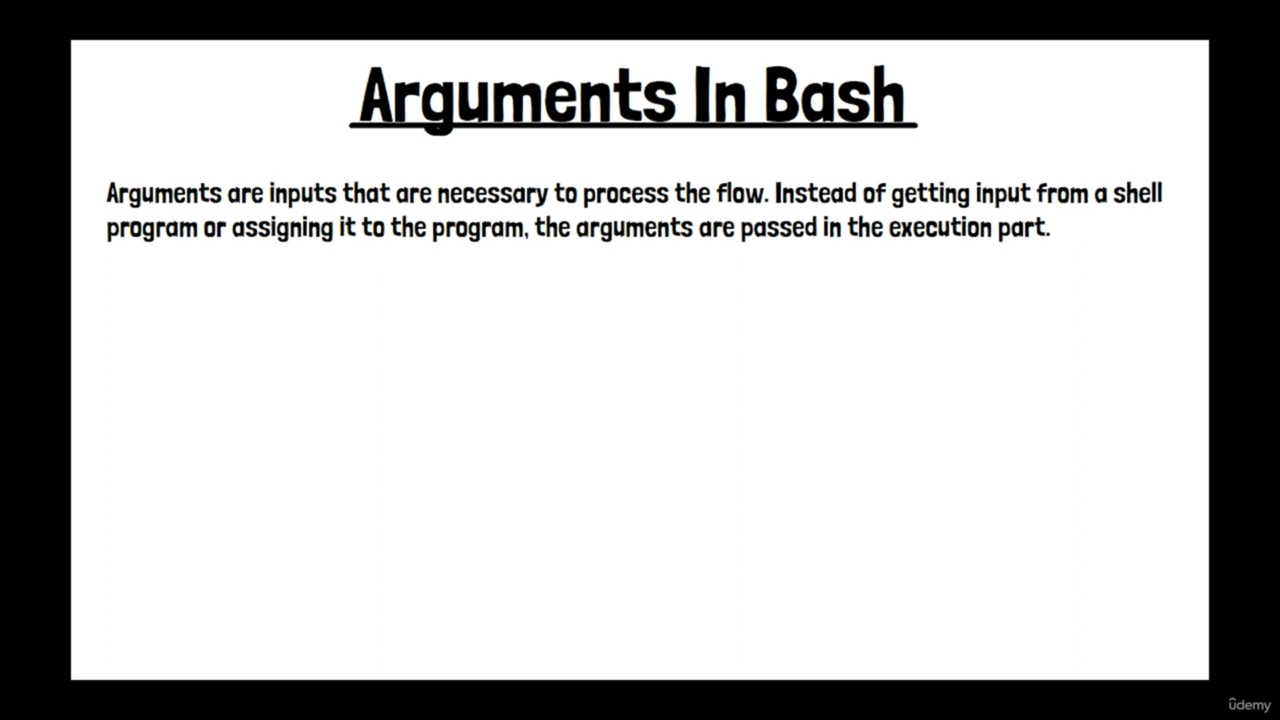 Arguments In Bash
Arguments are inputs that are necessary to process the flow. Instead of getting input from a shell
program or assigning it to the program, the arguments are passed in the execution part.
ûdemy